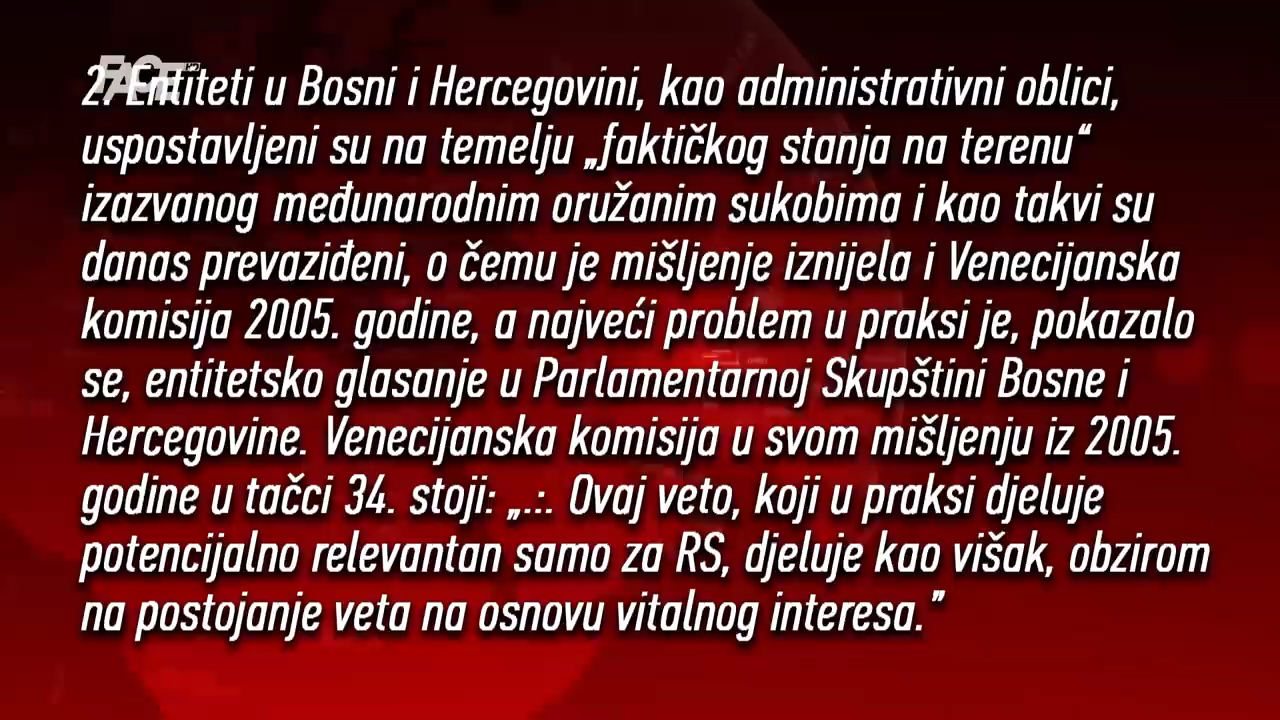 FACE HD
2. Entiteti u Bosni i Hercegovini, kao administrativni oblici,
uspostavljeni su na temelju „faktičkog stanja na terenu“
izazvanog međunarodnim oružanim sukobima i kao takvi su
danas prevaziđeni, o čemu je mišljenje iznijela i Venecijanska
komisija 2005. godine, a najveći problem u praksi je, pokazalo
se, entitetsko glasanje u Parlamentarnoj Skupštini Bosne i
Hercegovine. Venecijanska komisija u svom mišljenju iz 2005.
godine u tačci 34. stoji: „.:. Ovaj veto, koji u praksi djeluje
potencijalno relevantan samo za RS, djeluje kao višak, obzirom
na postojanje veta na osnovu vitalnog interesa.”